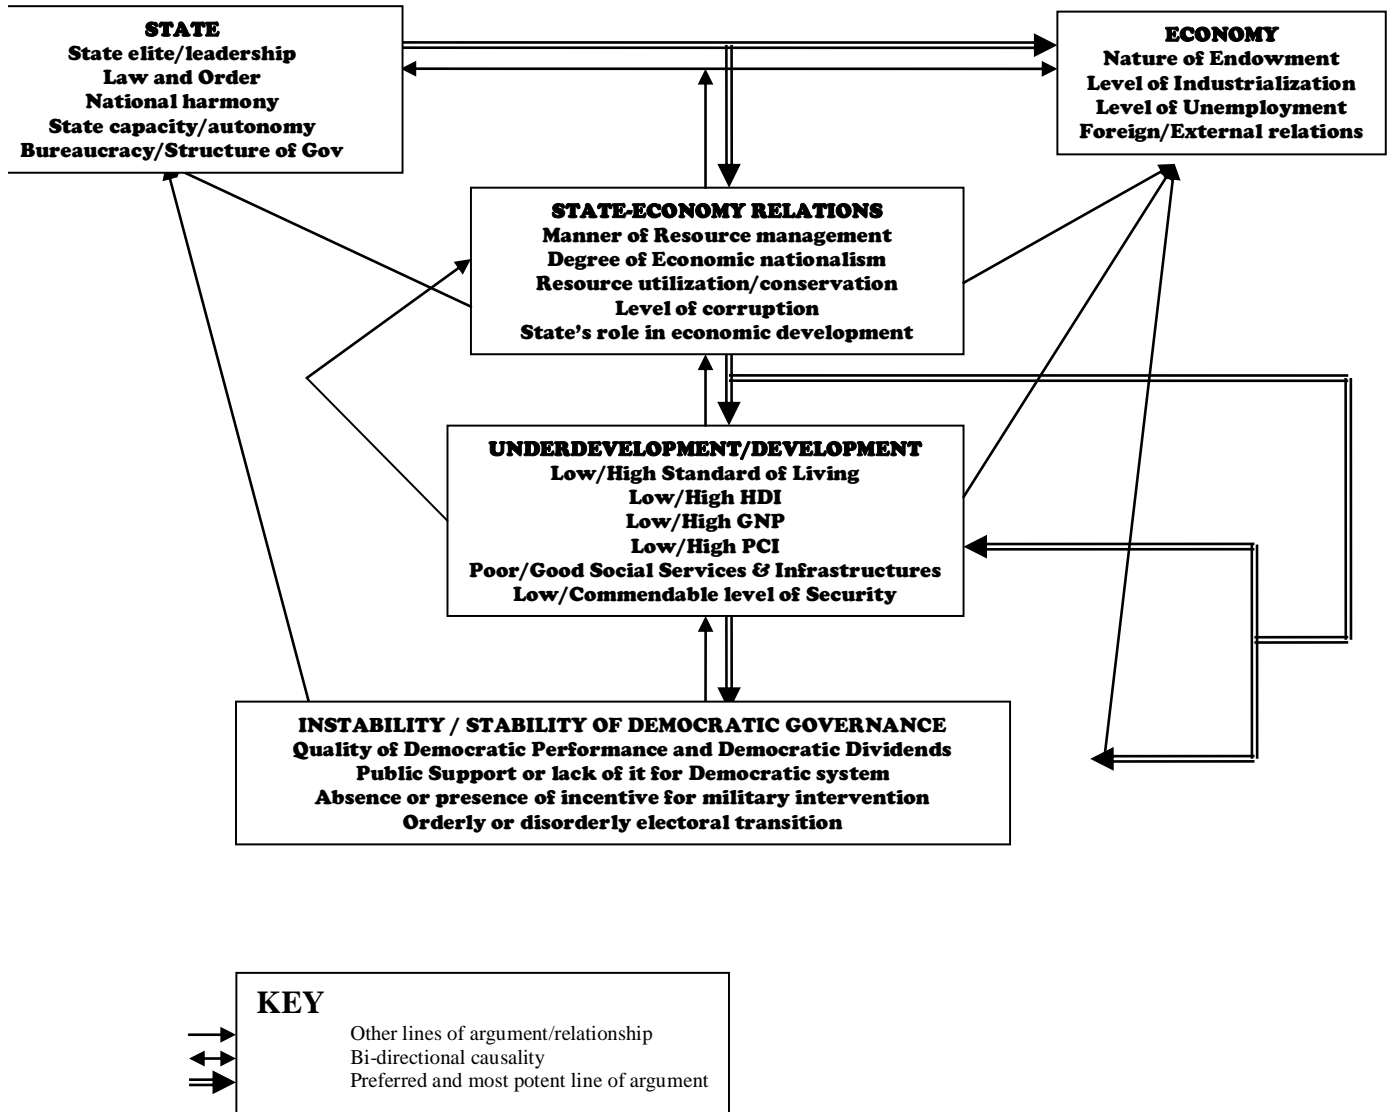 STATE
State elite/leadership
Law and Order
National harmony
State capacity/autonomy
Bureaucracy/Structure of Gov
ECONOMY
Nature of Endowment
Level of Industrialization
Level of Unemployment
Foreign/External relations
STATE-ECONOMY RELATIONS
Manner of Resource management
Degree of Economic nationalism
Resource utilization/conservation
Level of corruption
State's role in economic development
UNDERDEVELOPMENT/DEVELOPMENT
Low/High Standard of Living
Low/High HDI
Low/High GNP
Low/High PCI
Poor/Good Social Services & Infrastructures
Low/Commendable level of Security
INSTABILITY / STABILITY OF DEMOCRATIC GOVERNANCE
Quality of Democratic Performance and Democratic Dividends
Public Support or lack of it for Democratic system
Absence or presence of incentive for military intervention
Orderly or disorderly electoral transition
KEY
Other lines of argument/relationship
Bi-directional causality
Preferred and most potent line of argument